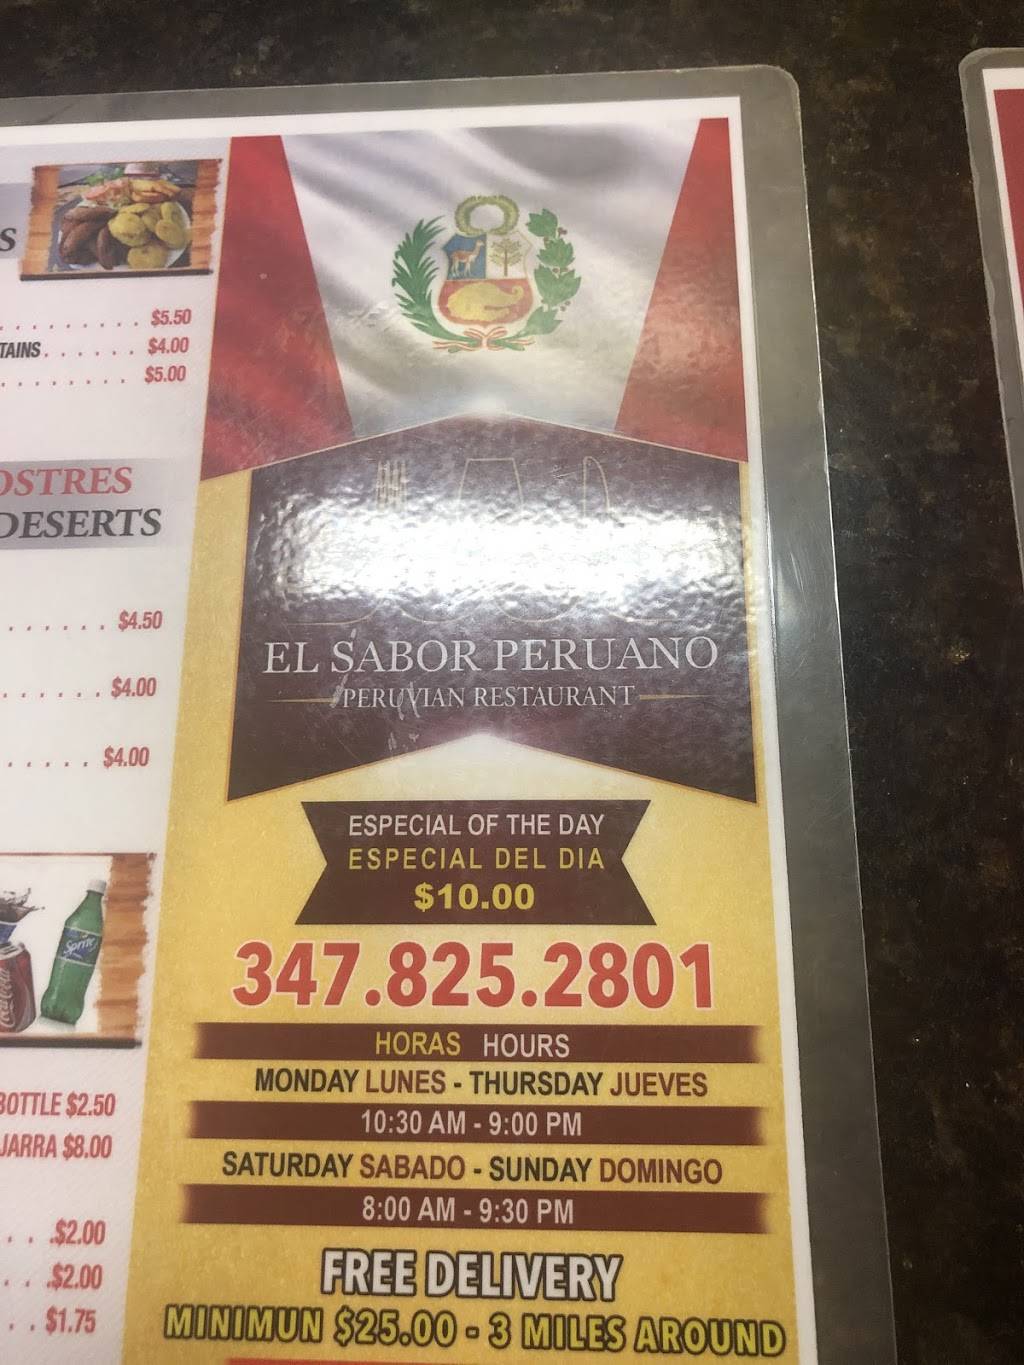 S
. . . . . . . . . . $5.50
TAINS. . . . . . $4.00
. . . . . . . . . $5.00
OSTRES
DESERTS
. . . . . . $4.50
. . . . . . $4.00
. . . . . $4.00
Sprite
Coca-Cola
BOTTLE $2.50
JARRA $8.00
. . .$2.00
. . .$2.00
. . $1.75
EL SABOR PERUANO
PERUVIAN RESTAURANT
ESPECIAL OF THE DAY
ESPECIAL DEL DIA
$10.00
347.825.2801
HORAS HOURS
MONDAY LUNES - THURSDAY JUEVES
10:30 AM - 9:00 PM
SATURDAY SABADO - SUNDAY DOMINGO
8:00 AM - 9:30 PM
FREE DELIVERY
MINIMUN $25.00 - 3 MILES AROUND